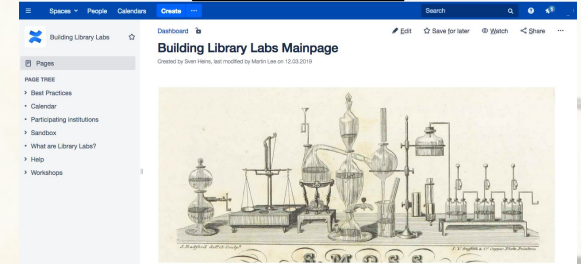 Spaces People Calendars Create ··· Search
Building Library Labs
Pages
PAGE TREE
Best Practices
Calendar
Participating institutions
Sandbox
What are Library Labs?
Help
Workshops
Dashboard
Edit Save for later Watch Share ···
Building Library Labs Mainpage
Created by Sven Heins, last modified by Martin Lee on 12.03.2019